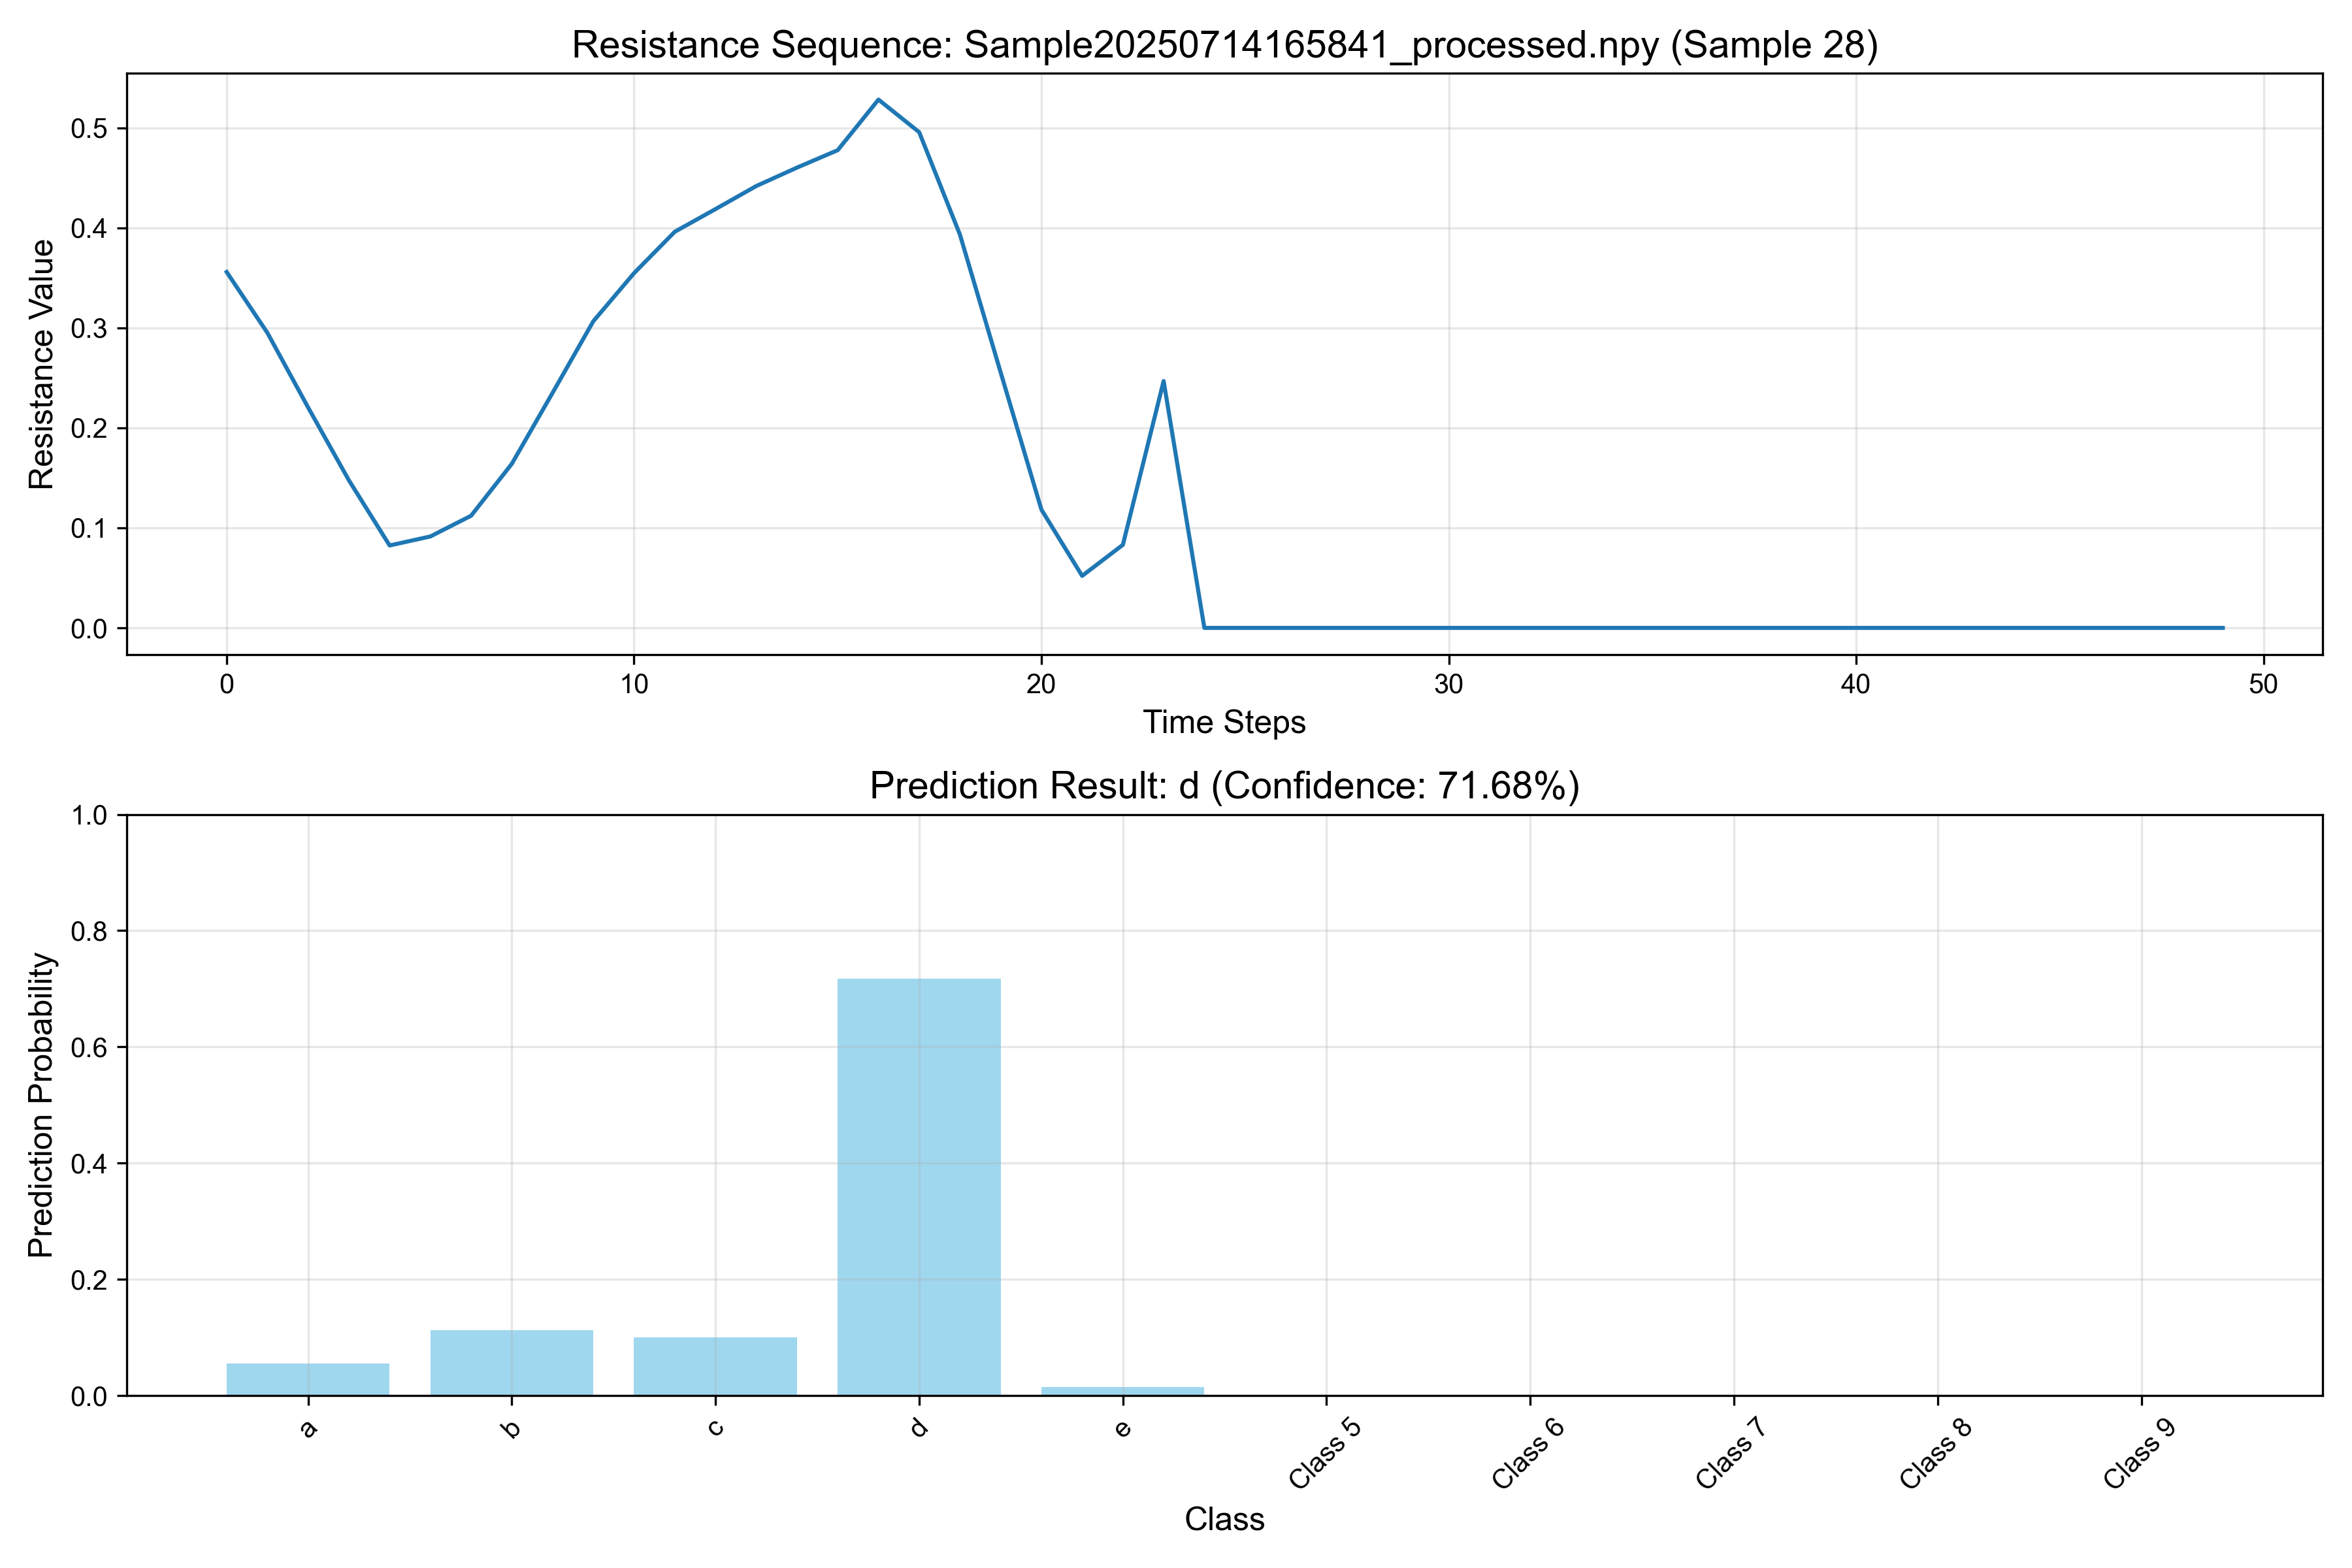 Resistance Sequence: Sample20250714165841_processed.npy (Sample 28)
Resistance Value
0.5
0.4
0.3
0.2
0.1
0.0
0 10 20 30 40 50
Time Steps
Prediction Result: d (Confidence: 71.68%)
Prediction Probability
1.0
0.8
0.6
0.4
0.2
0.0
a b c d e Class 5 Class 6 Class 7 Class 8 Class 9
Class